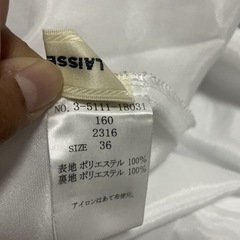 LAISSE
NO. 3-5111-18031
160
2316
SIZE 36
表地 ポリエステル 100%
裏地 ポリエステル 100%
アイロンはあて布使用。